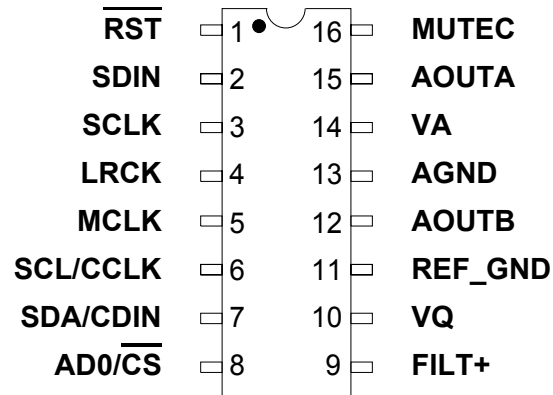 RST 1 16 MUTEC
SDIN 2 15 AOUTA
SCLK 3 14 VA
LRCK 4 13 AGND
MCLK 5 12 AOUTB
SCL/CCLK 6 11 REF_GND
SDA/CDIN 7 10 VQ
AD0/CS 8 9 FILT+